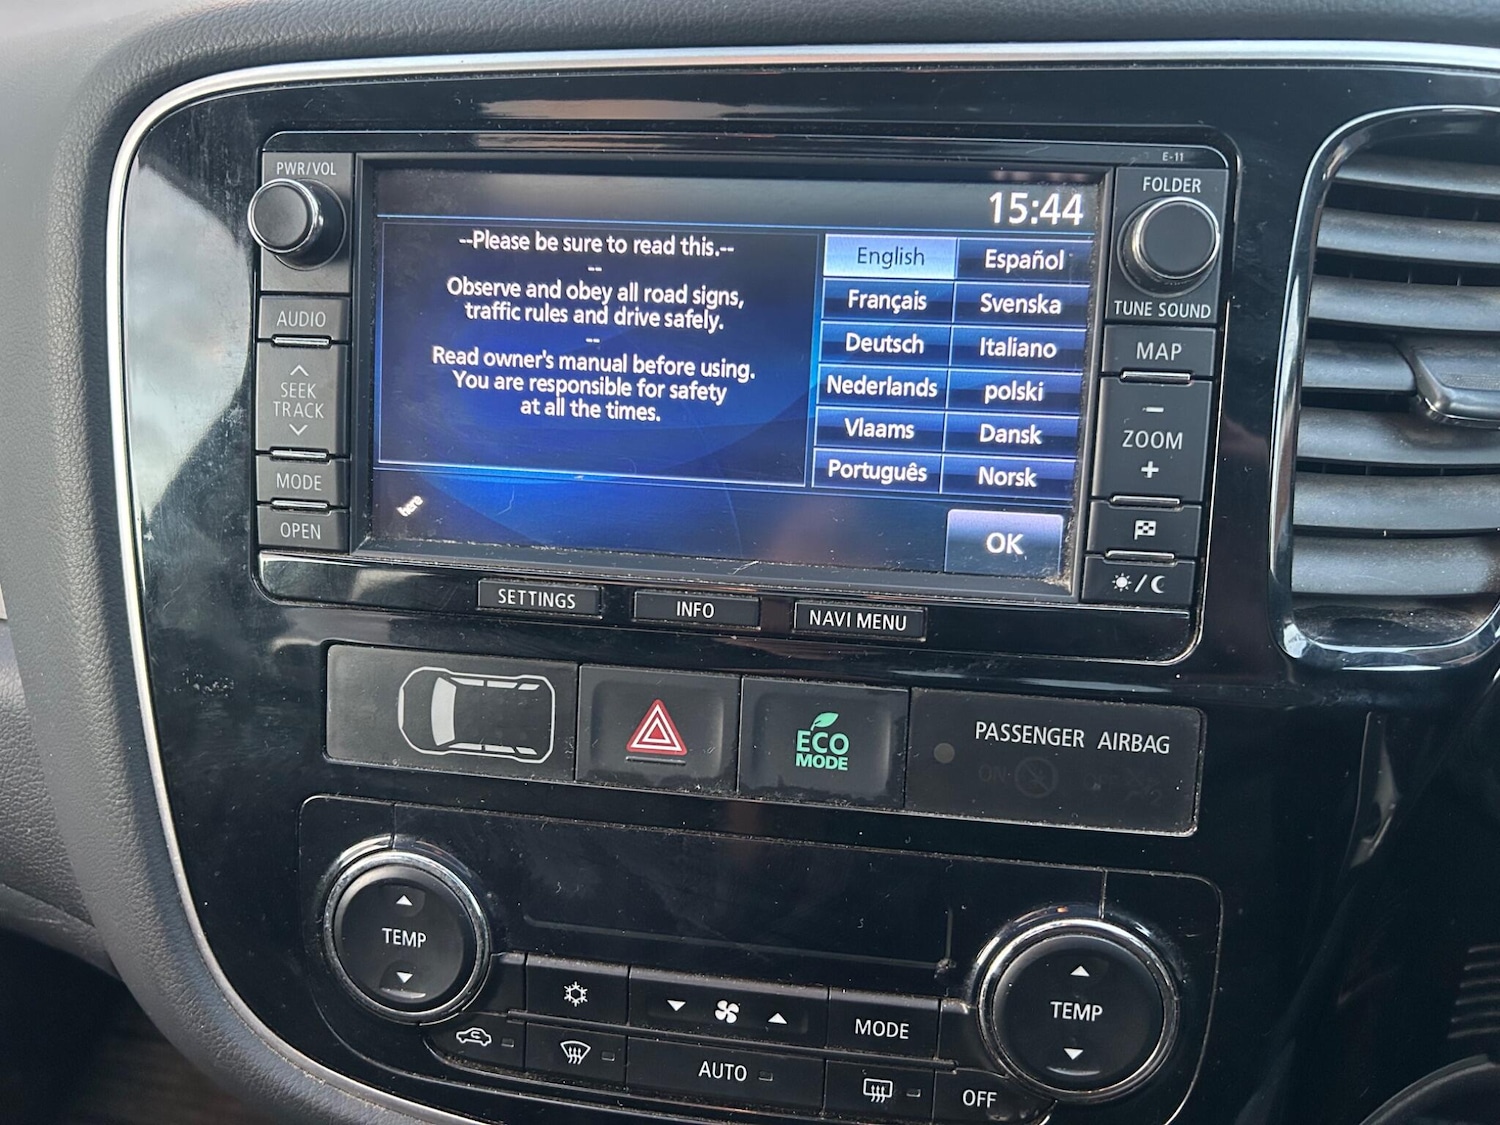 PWR/VOL
E-11
FOLDER
15:44
--Please be sure to read this.--
--
Observe and obey all road signs,
traffic rules and drive safely.
--
Read owner's manual before using.
You are responsible for safety
at all the times.
English
Español
Français
Svenska
Deutsch
Italiano
Nederlands
polski
Vlaams
Dansk
Português
Norsk
here
OK
AUDIO
SEEK
TRACK
MODE
OPEN
TUNE SOUND
MAP
-
ZOOM
+
/
SETTINGS
INFO
NAVI MENU
ECO
MODE
PASSENGER AIRBAG
ON
TEMP
MODE
AUTO
OFF
TEMP